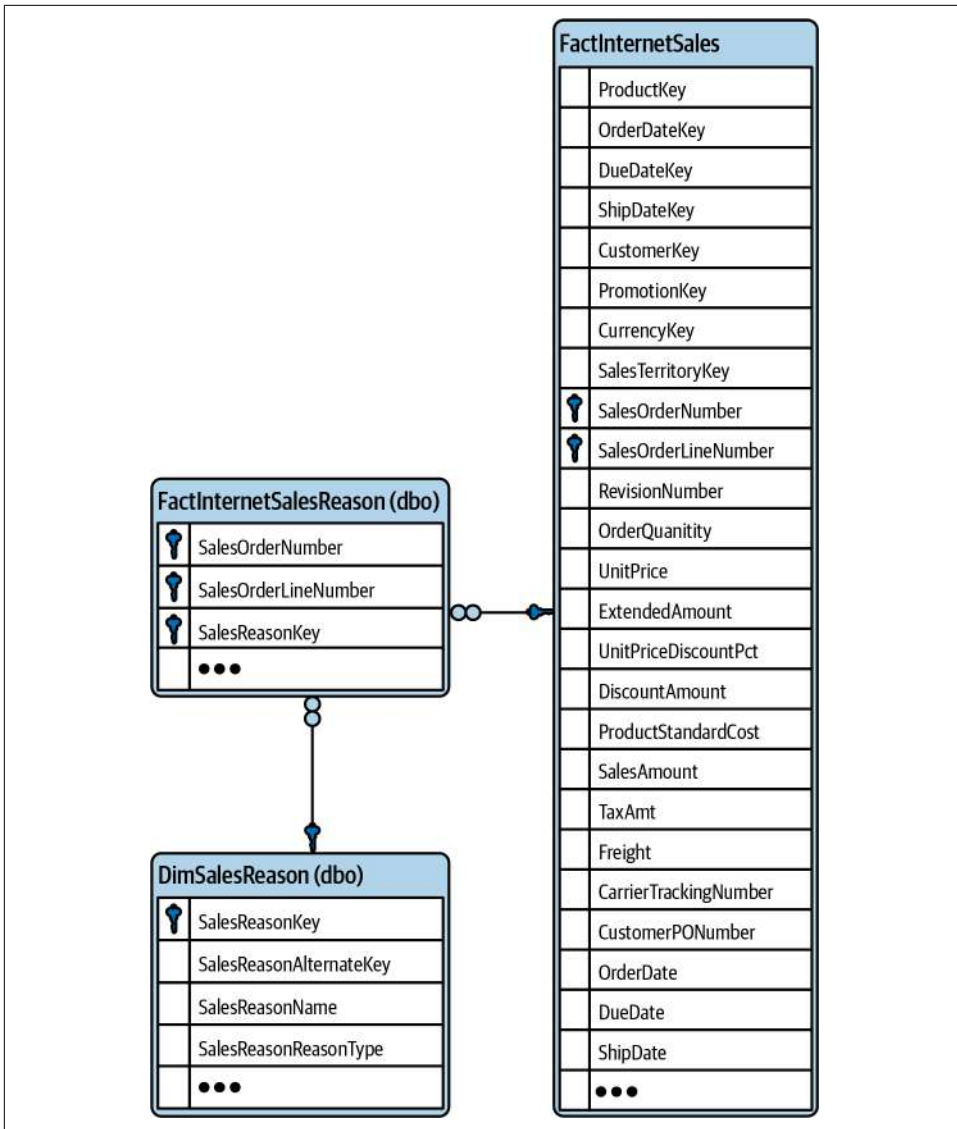 FactInternetSales
ProductKey
OrderDateKey
DueDateKey
ShipDateKey
CustomerKey
PromotionKey
CurrencyKey
SalesTerritoryKey
SalesOrderNumber
SalesOrderLineNumber
RevisionNumber
OrderQuanitity
UnitPrice
ExtendedAmount
UnitPriceDiscountPct
DiscountAmount
ProductStandardCost
SalesAmount
TaxAmt
Freight
CarrierTrackingNumber
CustomerPONumber
OrderDate
DueDate
ShipDate
●●●
FactInternetSalesReason (dbo)
SalesOrderNumber
SalesOrderLineNumber
SalesReasonKey
●●●
DimSalesReason (dbo)
SalesReasonKey
SalesReasonAlternateKey
SalesReasonName
SalesReasonReasonType
●●●